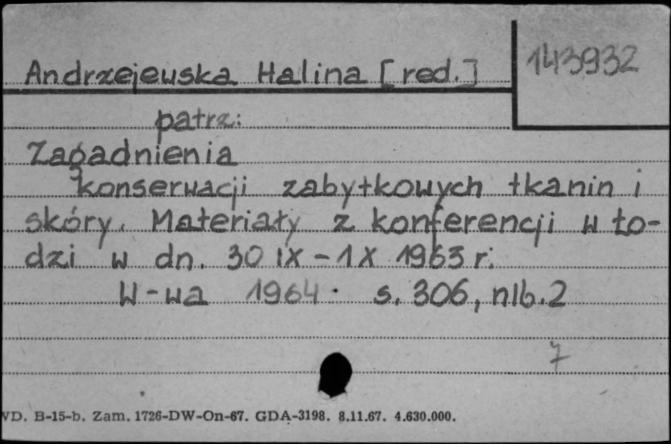 Andrzejewska Halina [red.] 143932
patrz:
Zagadnienia
konserwacji zabytkowych tkanin i
skóry. Materiały z konferencji w Ło-
dzi w dn. 30 IX - 1 X 1963 r.
W-wa 1964. s. 306, nlb. 2
7
VD. B-15-b. Zam. 1726-DW-On-67. GDA-3198. 8.11.67. 4.630.000.